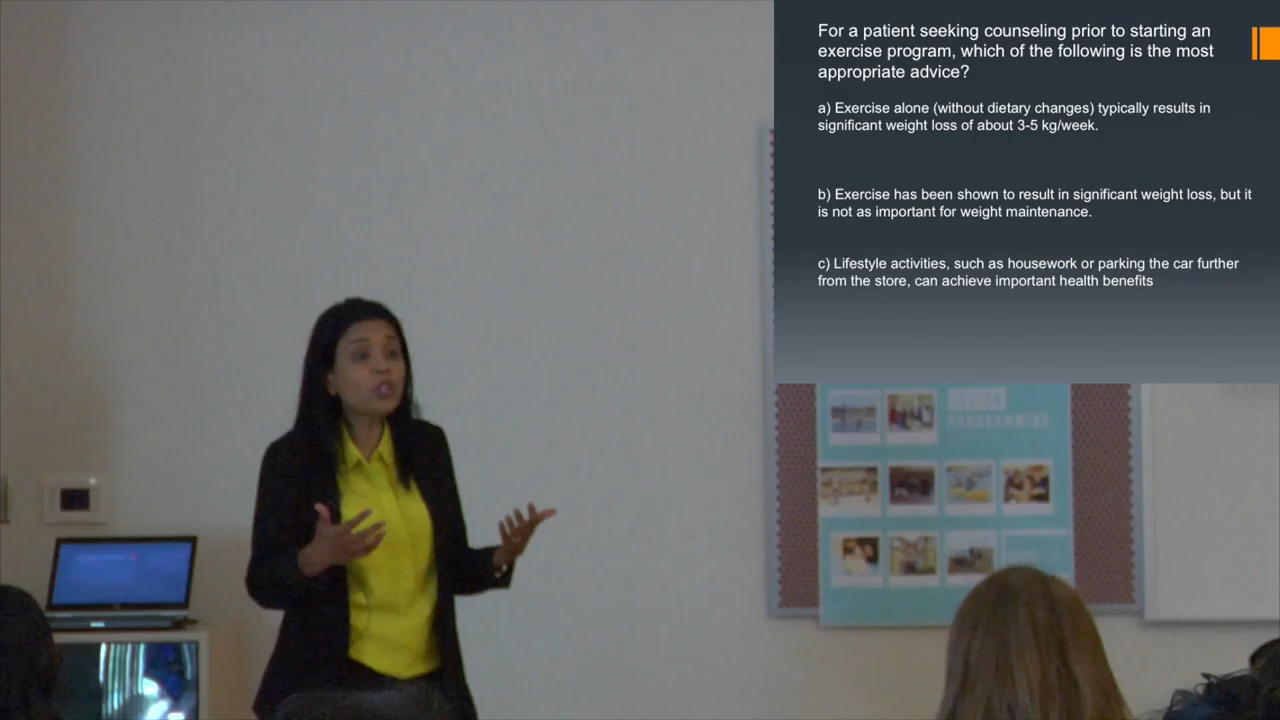 For a patient seeking counseling prior to starting an
exercise program, which of the following is the most
appropriate advice?
a) Exercise alone (without dietary changes) typically results in
significant weight loss of about 3-5 kg/week.
b) Exercise has been shown to result in significant weight loss, but it
is not as important for weight maintenance.
c) Lifestyle activities, such as housework or parking the car further
from the store, can achieve important health benefits
PROGRAMMING